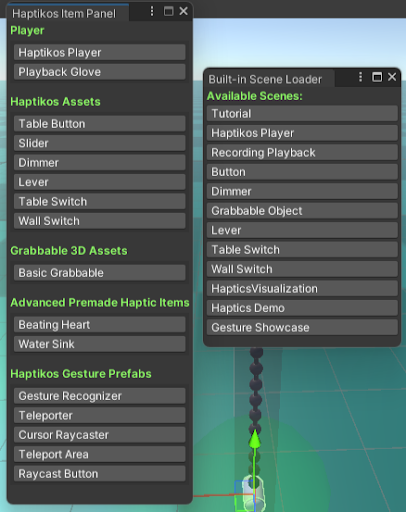 Haptikos Item Panel
Player
Haptikos Player
Playback Glove
Haptikos Assets
Table Button
Slider
Dimmer
Lever
Table Switch
Wall Switch
Grabbable 3D Assets
Basic Grabbable
Advanced Premade Haptic Items
Beating Heart
Water Sink
Haptikos Gesture Prefabs
Gesture Recognizer
Teleporter
Cursor Raycaster
Teleport Area
Raycast Button
Built-in Scene Loader
Available Scenes:
Tutorial
Haptikos Player
Recording Playback
Button
Dimmer
Grabbable Object
Lever
Table Switch
Wall Switch
HapticsVisualization
Haptics Demo
Gesture Showcase